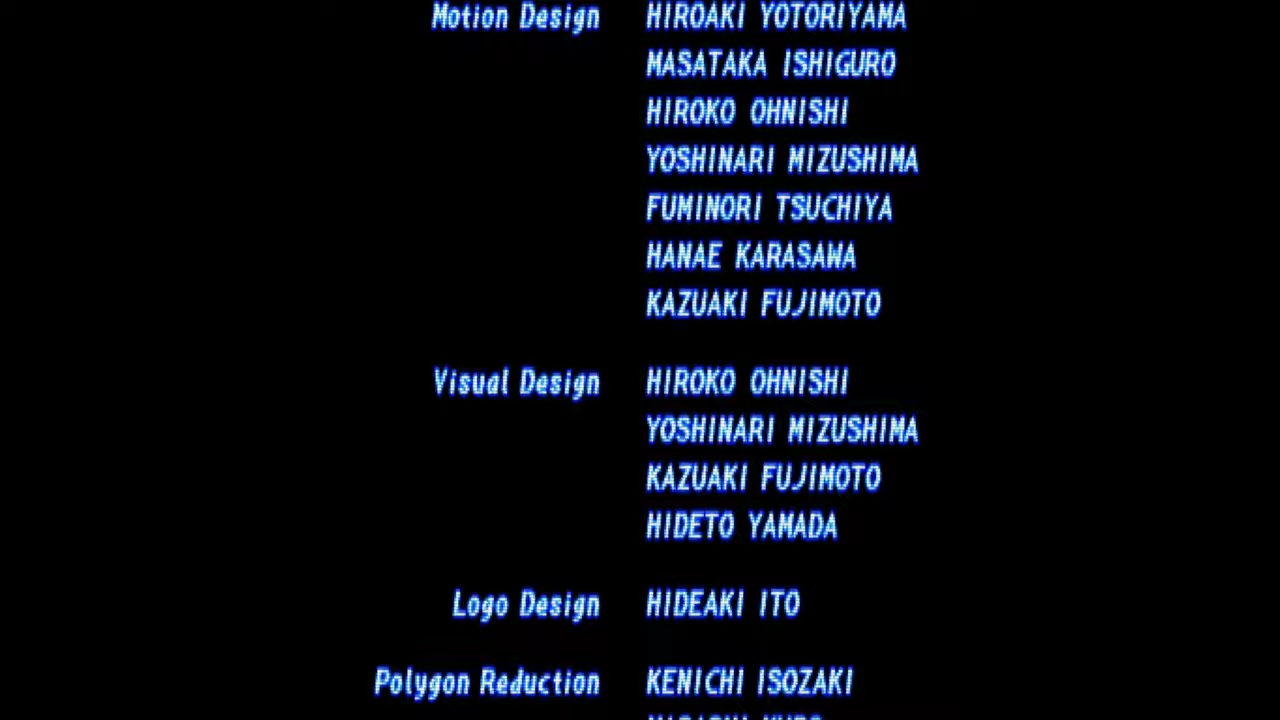 Motion Design HIROAKI YOTORIYAMA
MASATAKA ISHIGURO
HIROKO OHNISHI
YOSHINARI MIZUSHIMA
FUMINORI TSUCHIYA
HANAE KARASAWA
KAZUAKI FUJIMOTO
Visual Design HIROKO OHNISHI
YOSHINARI MIZUSHIMA
KAZUAKI FUJIMOTO
HIDETO YAMADA
Logo Design HIDEAKI ITO
Polygon Reduction KENICHI ISOZAKI